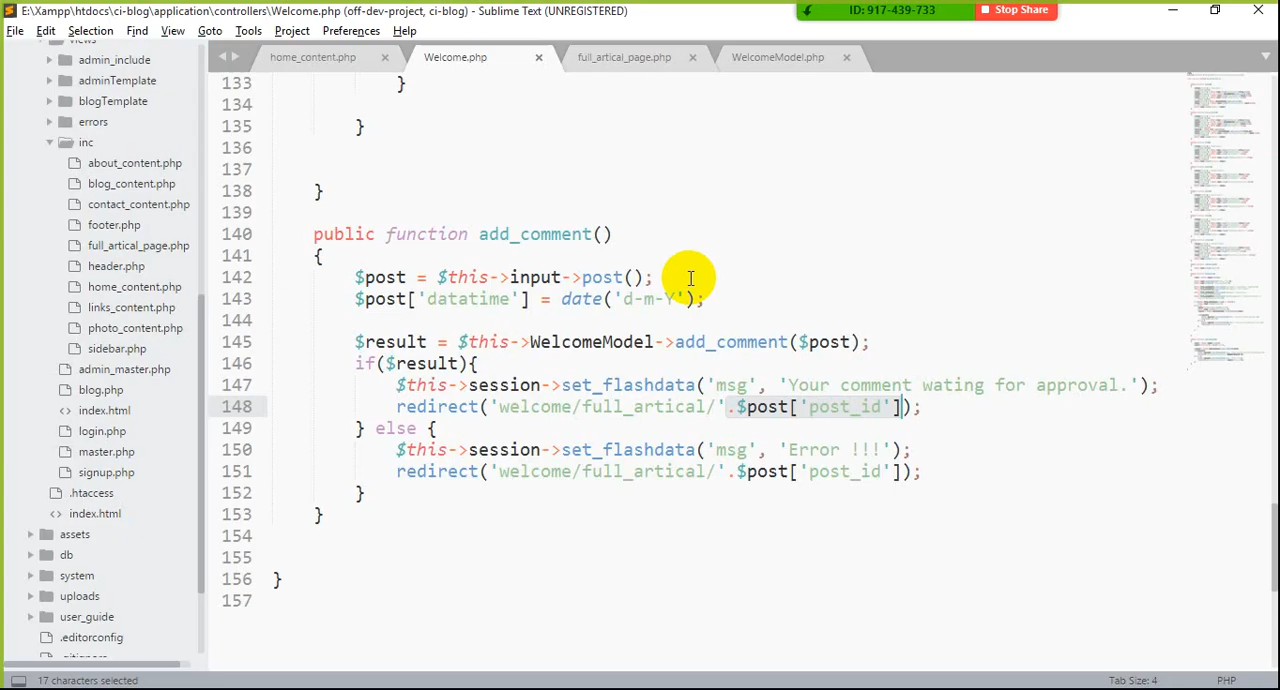 E:\Xampp\htdocs\ci-blog\application\controllers\Welcome.php (off-dev-project, ci-blog) - Sublime Text (UNREGISTERED)
ID: 917-439-733
Stop Share
File Edit Selection Find View Goto Tools Project Preferences Help
home_content.php Welcome.php full_artical_page.php WelcomeModel.php
views
admin_include
adminTemplate
blogTemplate
errors
inc
about_content.php
blog_content.php
contact_content.php
footer.php
full_artical_page.php
header.php
home_content.php
links_content.php
photo_content.php
sidebar.php
admin_master.php
blog.php
index.html
login.php
master.php
signup.php
.htaccess
index.html
assets
db
system
uploads
user_guide
.editorconfig
.gitignore
133 }
134
135 }
136
137
138 }
139
140 public function add_comment()
141 {
142 $post = $this->input->post();
143 $post['datatime'] = date('d-m-Y');
144
145 $result = $this->WelcomeModel->add_comment($post);
146 if($result){
147 $this->session->set_flashdata('msg', 'Your comment wating for approval.');
148 redirect('welcome/full_artical/'.$post['post_id']);
149 } else {
150 $this->session->set_flashdata('msg', 'Error !!!');
151 redirect('welcome/full_artical/'.$post['post_id']);
152 }
153 }
154
155
156 }
157
17 characters selected
Tab Size: 4
PHP